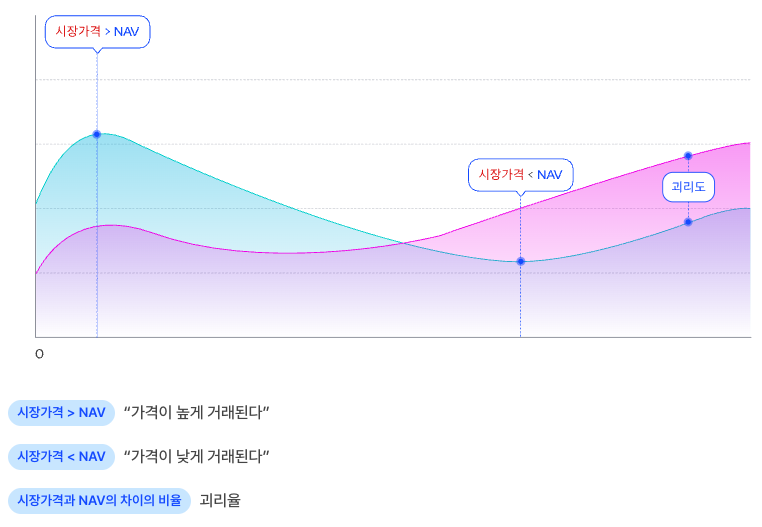 시장가격 > NAV
시장가격 < NAV
괴리도
0
시장가격 > NAV “가격이 높게 거래된다”
시장가격 < NAV “가격이 낮게 거래된다”
시장가격과 NAV의 차이의 비율 괴리율